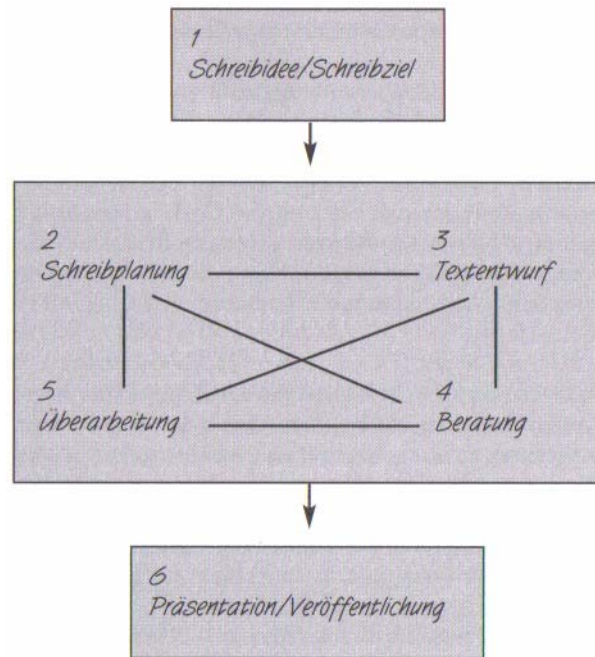 1
Schreibidee/Schreibziel
2
Schreibplanung
3
Textentwurf
5
Überarbeitung
4
Beratung
6
Präsentation/Veröffentlichung